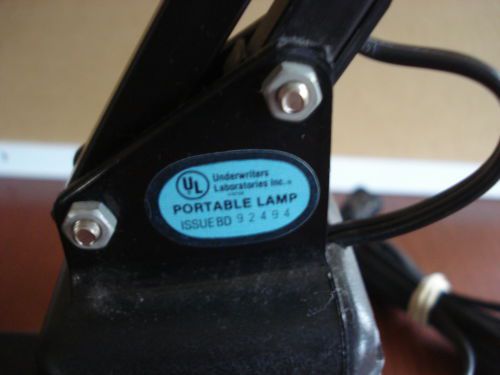 UL
Underwriters
Laboratories Inc.®
PORTABLE LAMP
ISSUE BD 92494